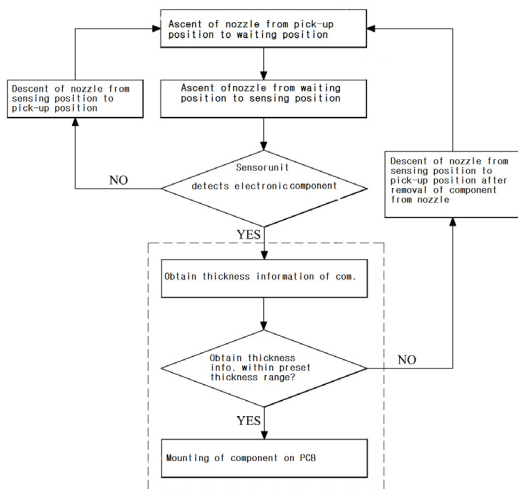 Ascent of nozzle from pick-up
position to waiting position
Descent of nozzle from
sensing position to
pick-up position
Ascentofnozzle from waiting
position to sensing position
Sensorunit
detects electronic component
NO
Descent of nozzle from
sensing position to
pick-up position after
removal of component
from nozzle
YES
Obtain thickness information of com.
Obtain thickness
info. within preset
thickness range?
NO
YES
Mounting of component on PCB